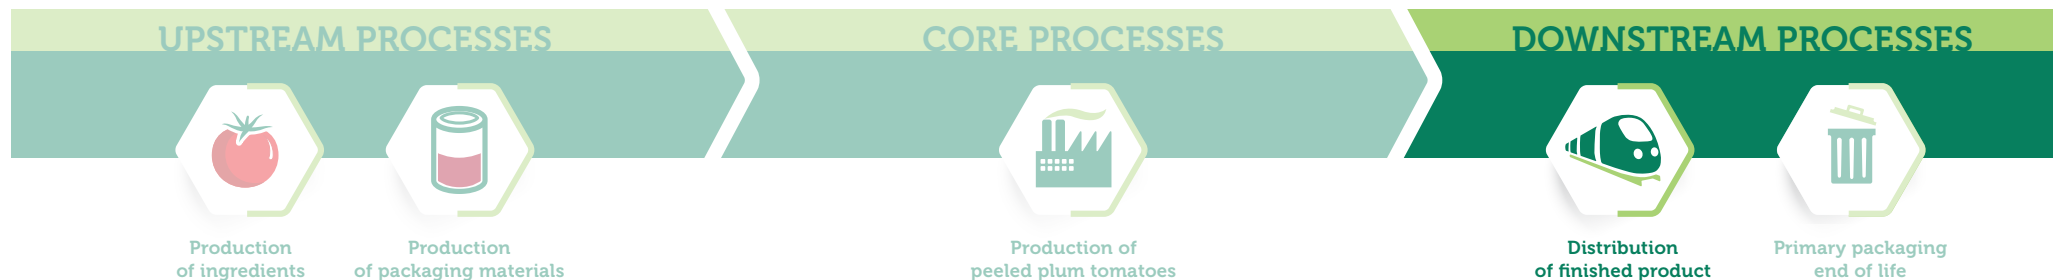 UPSTREAM PROCESSES
CORE PROCESSES
DOWNSTREAM PROCESSES
Production
of ingredients
Production
of packaging materials
Production of
peeled plum tomatoes
Distribution
of finished product
Primary packaging
end of life